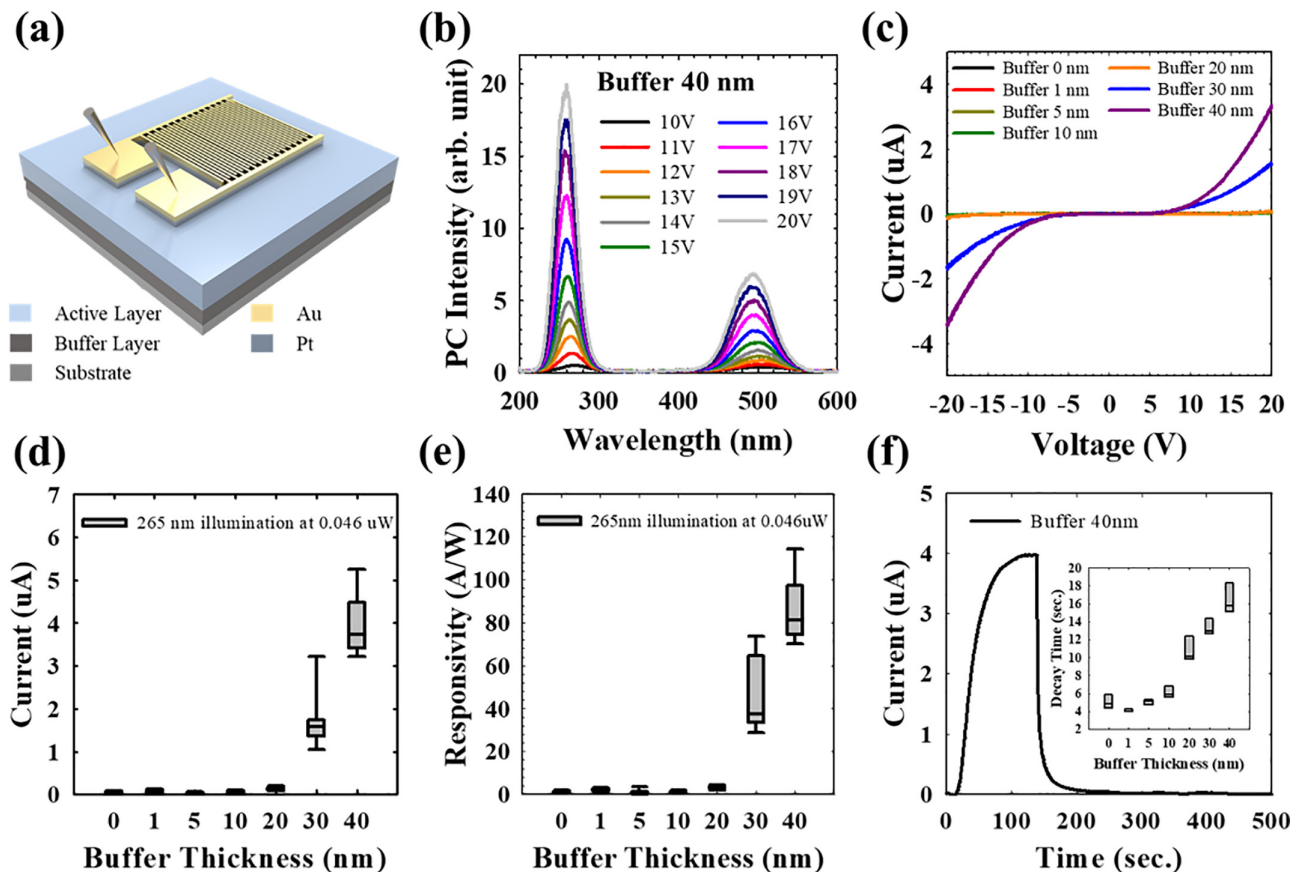 (a)
Active Layer
Au
Buffer Layer
Pt
Substrate
(b)
PC Intensity (arb. unit)
20
15
10
5
0
Buffer 40 nm
10V
16V
11V
17V
12V
18V
13V
19V
14V
20V
15V
200
300
400
500
600
Wavelength (nm)
(c)
Current (uA)
4
2
0
-2
-4
Buffer 0 nm
Buffer 20 nm
Buffer 1 nm
Buffer 30 nm
Buffer 5 nm
Buffer 40 nm
Buffer 10 nm
-20
-15
-10
-5
0
5
10
15
20
Voltage (V)
(d)
Current (uA)
7
6
5
4
3
2
1
0
265 nm illumination at 0.046 uW
0
1
5
10
20
30
40
Buffer Thickness (nm)
(e)
Responsivity (A/W)
140
120
100
80
60
40
20
0
265nm illumination at 0.046uW
0
1
5
10
20
30
40
Buffer Thickness (nm)
(f)
Current (uA)
5
4
3
2
1
0
Buffer 40nm
Decay Time (sec.)
20
18
16
14
12
10
8
6
4
2
0
1
5
10
20
30
40
Buffer Thickness (nm)
0
100
200
300
400
500
Time (sec.)